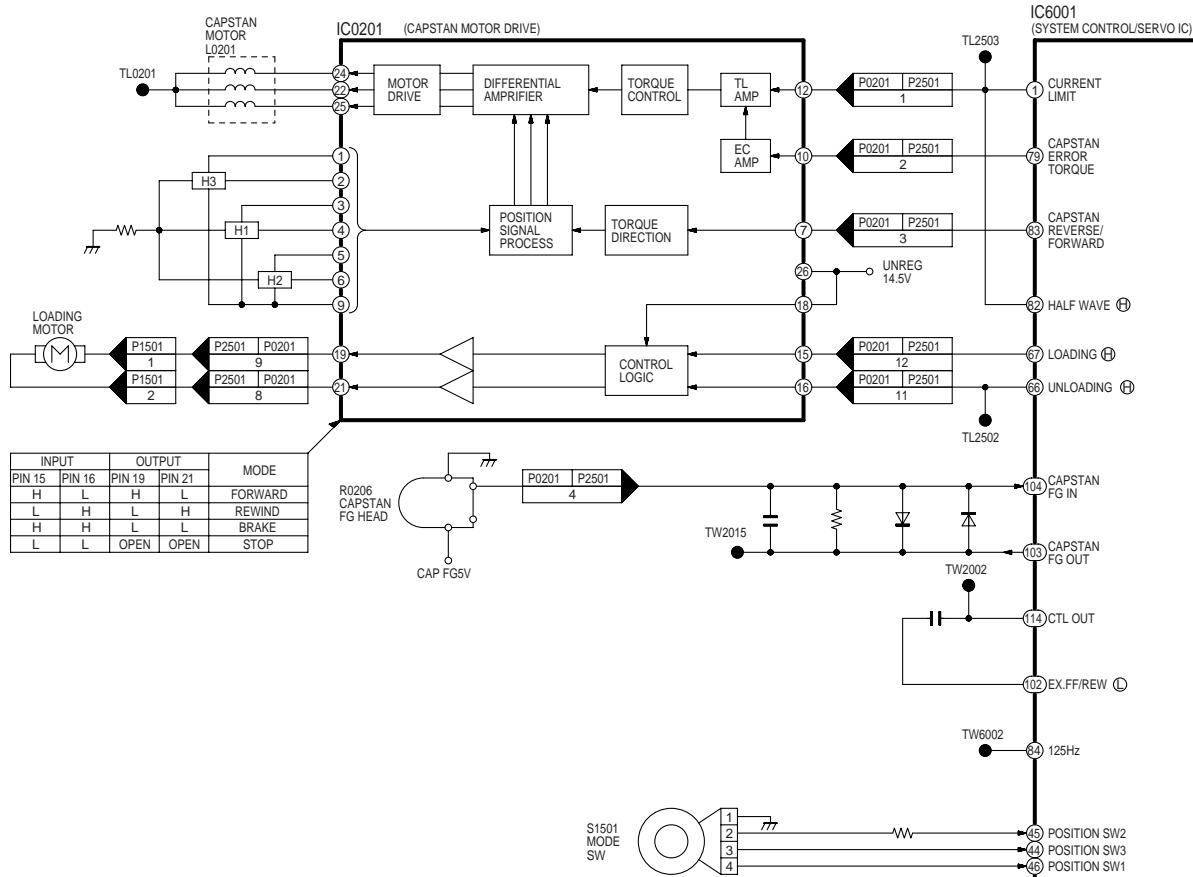 IC6001
(SYSTEM CONTROL/SERVO IC)
CAPSTAN
MOTOR
L0201
IC0201 (CAPSTAN MOTOR DRIVE)
TL2503
TL0201
24
22
25
MOTOR
DRIVE
DIFFERENTIAL
AMPRIFIER
TORQUE
CONTROL
TL
AMP
12
P0201 P2501
1
1 CURRENT
LIMIT
EC
AMP
10
P0201 P2501
2
79 CAPSTAN
ERROR
TORQUE
1
2
3
4
5
6
9
H3
H1
H2
POSITION
SIGNAL
PROCESS
TORQUE
DIRECTION
7
P0201 P2501
3
83 CAPSTAN
REVERSE/
FORWARD
26
UNREG
14.5V
18
82 HALF WAVE H
LOADING
MOTOR
M
P1501
1
P2501 P0201
9
19
P1501
2
P2501 P0201
8
21
CONTROL
LOGIC
15
P0201 P2501
12
67 LOADING H
16
P0201 P2501
11
66 UNLOADING H
TL2502
INPUT OUTPUT MODE
PIN 15 PIN 16 PIN 19 PIN 21
H L H L FORWARD
L H L H REWIND
H H L L BRAKE
L L OPEN OPEN STOP
R0206
CAPSTAN
FG HEAD
CAP FG5V
P0201 P2501
4
104 CAPSTAN
FG IN
TW2015
103 CAPSTAN
FG OUT
TW2002
114 CTL OUT
102 EX.FF/REW L
TW6002
84 125Hz
S1501
MODE
SW
1
2
3
4
45 POSITION SW2
44 POSITION SW3
46 POSITION SW1